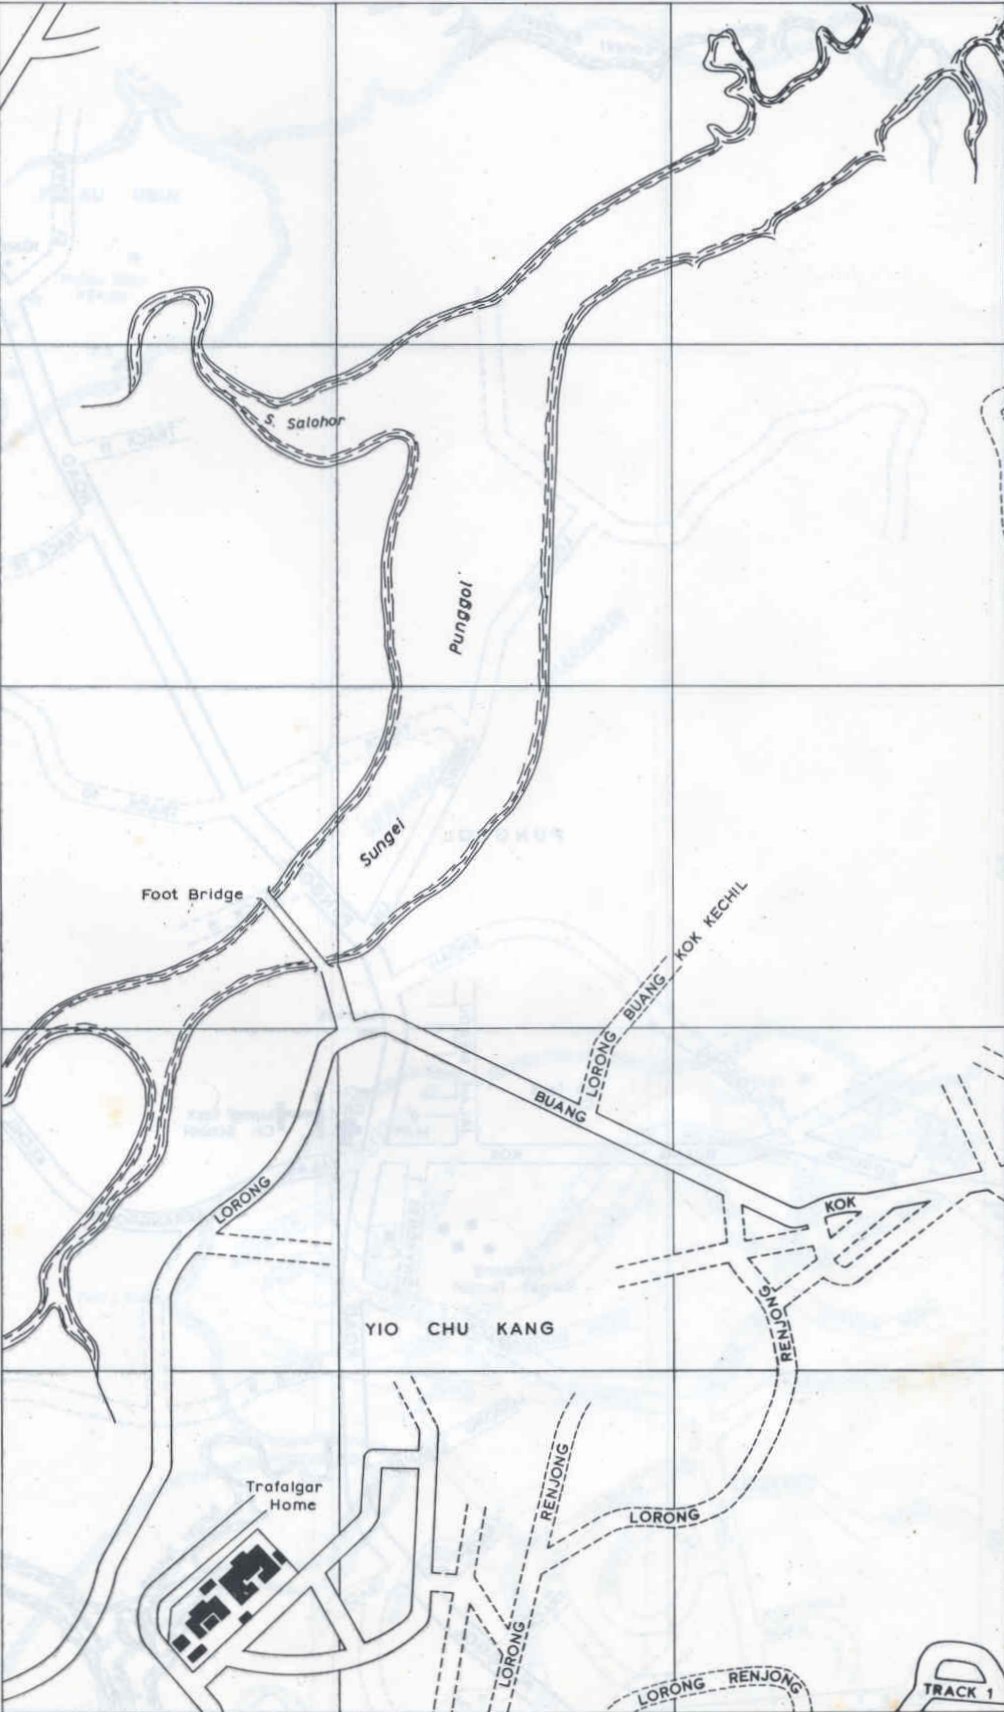 S. Salohor
Punggol
Sungei
Foot Bridge
LORONG BUANG KOK KECHIL
LORONG BUANG KOK
YIO CHU KANG
RENJONG
LORONG
Trafalgar
Home
RENJONG
LORONG
LORONG RENJONG
TRACK 1